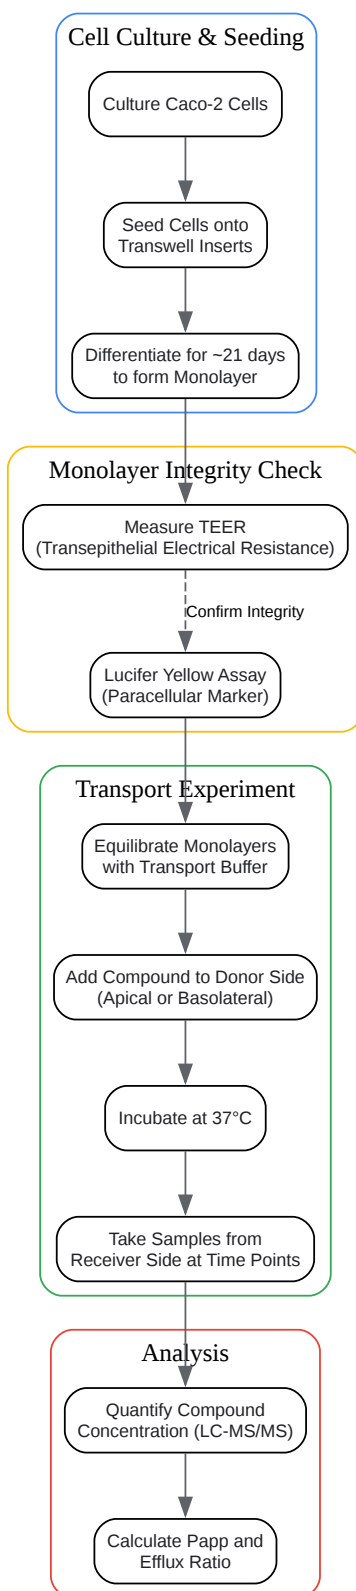 Cell Culture & Seeding
Culture Caco-2 Cells
Seed Cells onto
Transwell Inserts
Differentiate for ~21 days
to form Monolayer
Monolayer Integrity Check
Measure TEER
(Transepithelial Electrical Resistance)
Confirm Integrity
Lucifer Yellow Assay
(Paracellular Marker)
Transport Experiment
Equilibrate Monolayers
with Transport Buffer
Add Compound to Donor Side
(Apical or Basolateral)
Incubate at 37°C
Take Samples from
Receiver Side at Time Points
Analysis
Quantify Compound
Concentration (LC-MS/MS)
Calculate Papp and
Efflux Ratio